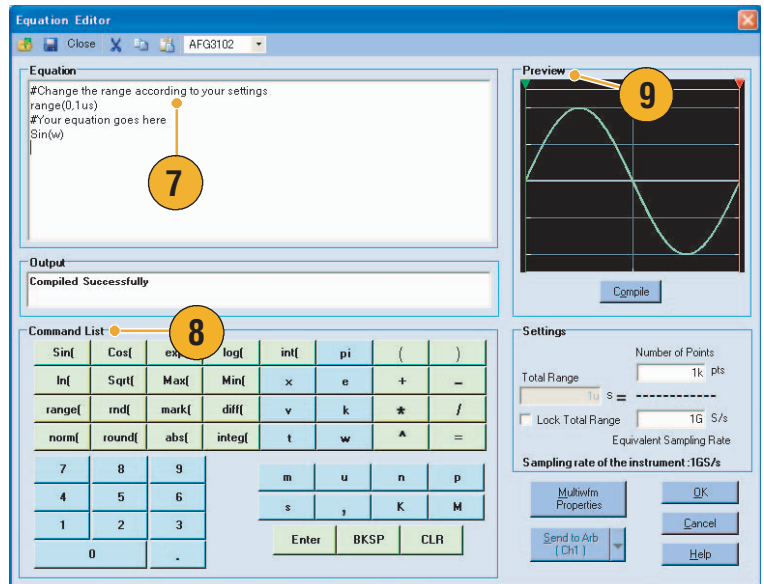 Equation Editor
Close AFG3102
Equation
#Change the range according to your settings
range(0,1us)
#Your equation goes here
Sin(w)
7
Preview
9
Output
Compiled Successfully
Compile
Command List
8
Sin( Cos( log( int( pi ( )
ln( Sqrt( Max( Min( x e + −
range( rnd( mark( diff( v k * /
norm( round( abs( integ( t w ^ =
7 8 9
4 5 6
1 2 3
0 .
m u n p
s , K M
Enter BKSP CLR
Settings
Number of Points
Total Range 1k pts
1u s = ------------
Lock Total Range 1G S/s
Equivalent Sampling Rate
Sampling rate of the instrument :1GS/s
Multiwfm Properties
OK
Cancel
Send to Arb
( Ch1 )
Help